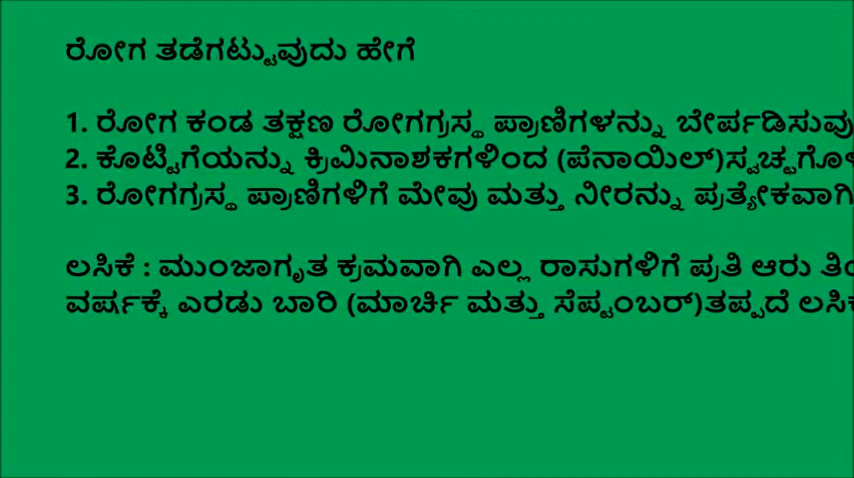 ರೋಗ ತಡೆಗಟ್ಟುವುದು ಹೇಗೆ
1. ರೋಗ ಕಂಡ ತಕ್ಷಣ ರೋಗಗ್ರಸ್ಥ ಪ್ರಾಣಿಗಳನ್ನು ಬೇರ್ಪಡಿಸುವು
2. ಕೊಟ್ಟಿಗೆಯನ್ನು ಕ್ರಿಮಿನಾಶಕಗಳಿಂದ (ಪೆನಾಯಿಲ್)ಸ್ವಚ್ಛಗೊ
3. ರೋಗಗ್ರಸ್ಥ ಪ್ರಾಣಿಗಳಿಗೆ ಮೇವು ಮತ್ತು ನೀರನ್ನು ಪ್ರತ್ಯೇಕವಾಗಿ
ಲಸಿಕೆ : ಮುಂಜಾಗೃತ ಕ್ರಮವಾಗಿ ಎಲ್ಲ ರಾಸುಗಳಿಗೆ ಪ್ರತಿ ಆರು ತಿಂ
ವರ್ಷಕ್ಕೆ ಎರಡು ಬಾರಿ (ಮಾರ್ಚಿ ಮತ್ತು ಸೆಪ್ಟಂಬರ್)ತಪ್ಪದೆ ಲಸಿಕ